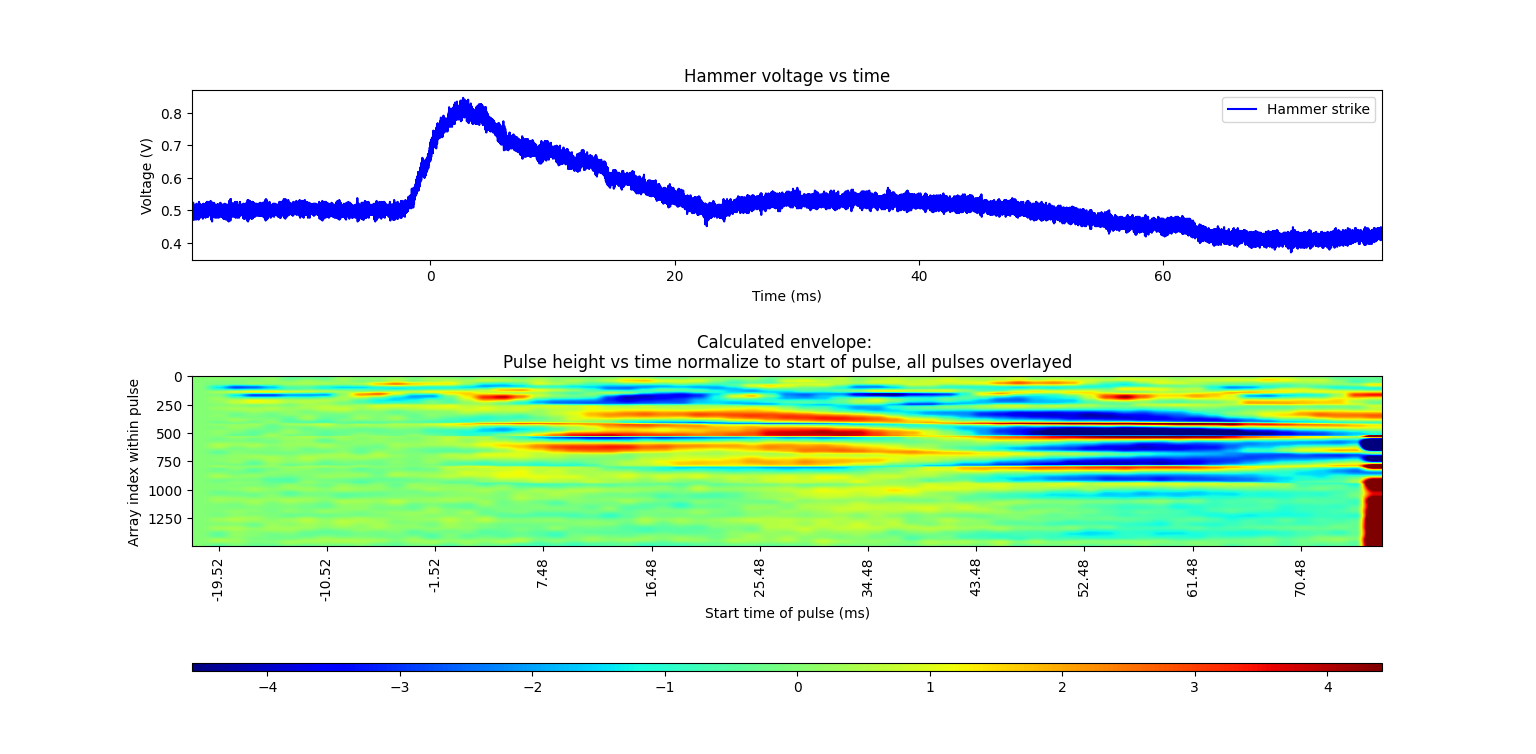 Hammer voltage vs time
Hammer strike
Voltage (V)
0.8
0.7
0.6
0.5
0.4
0 20 40 60
Time (ms)
Calculated envelope:
Pulse height vs time normalize to start of pulse, all pulses overlayed
Array index within pulse
0
250
500
750
1000
1250
-19.52 -10.52 -1.52 7.48 16.48 25.48 34.48 43.48 52.48 61.48 70.48
Start time of pulse (ms)
−4 −3 −2 −1 0 1 2 3 4